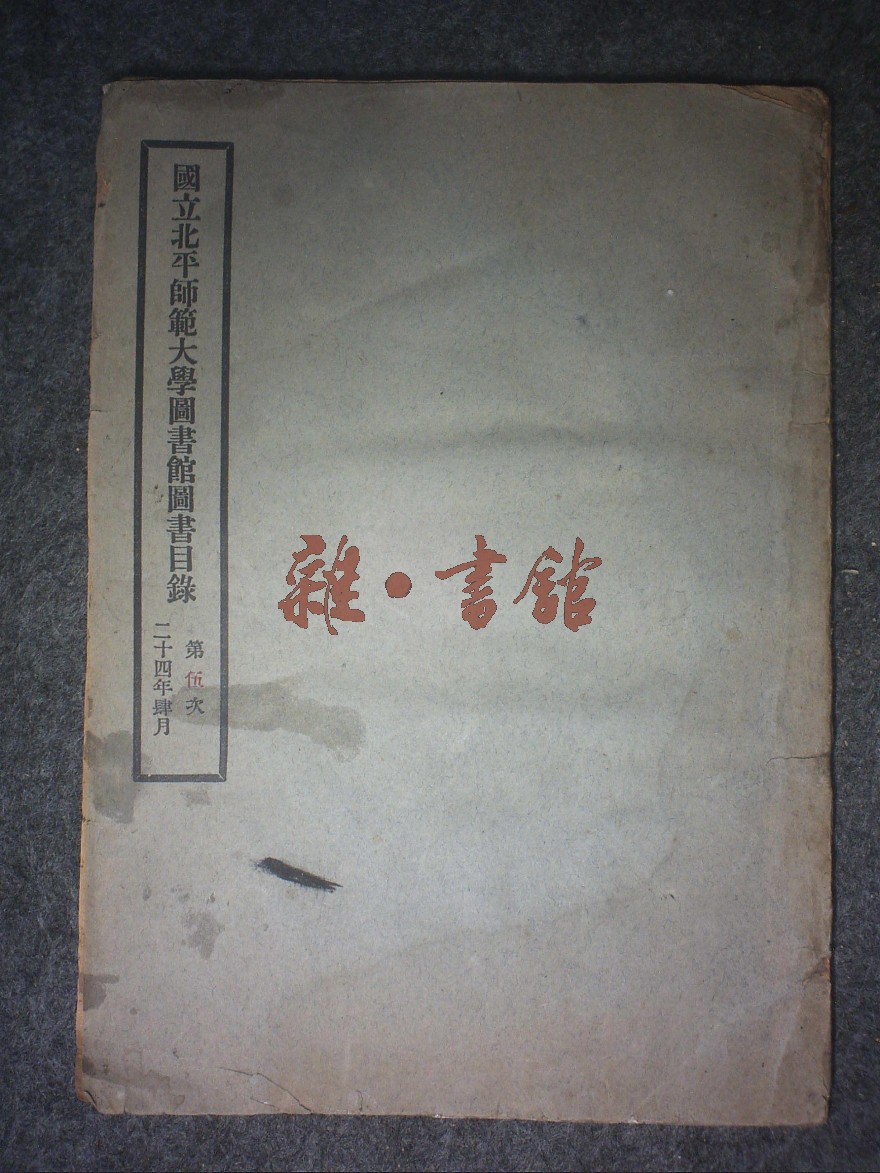 國立北平師範大學圖書館圖書目錄
第伍次
二十四年肆月
雜·書館